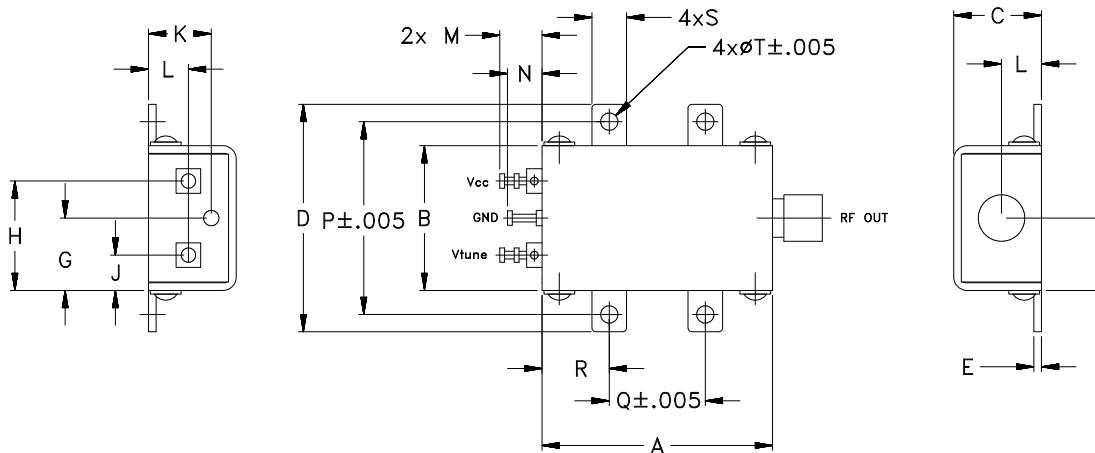 K
L
H
G
J
2x M
N
4xS
4xøT±.005
D
P±.005
B
Vcc
GND
Vtune
RF OUT
R
Q±.005
A
C
L
E